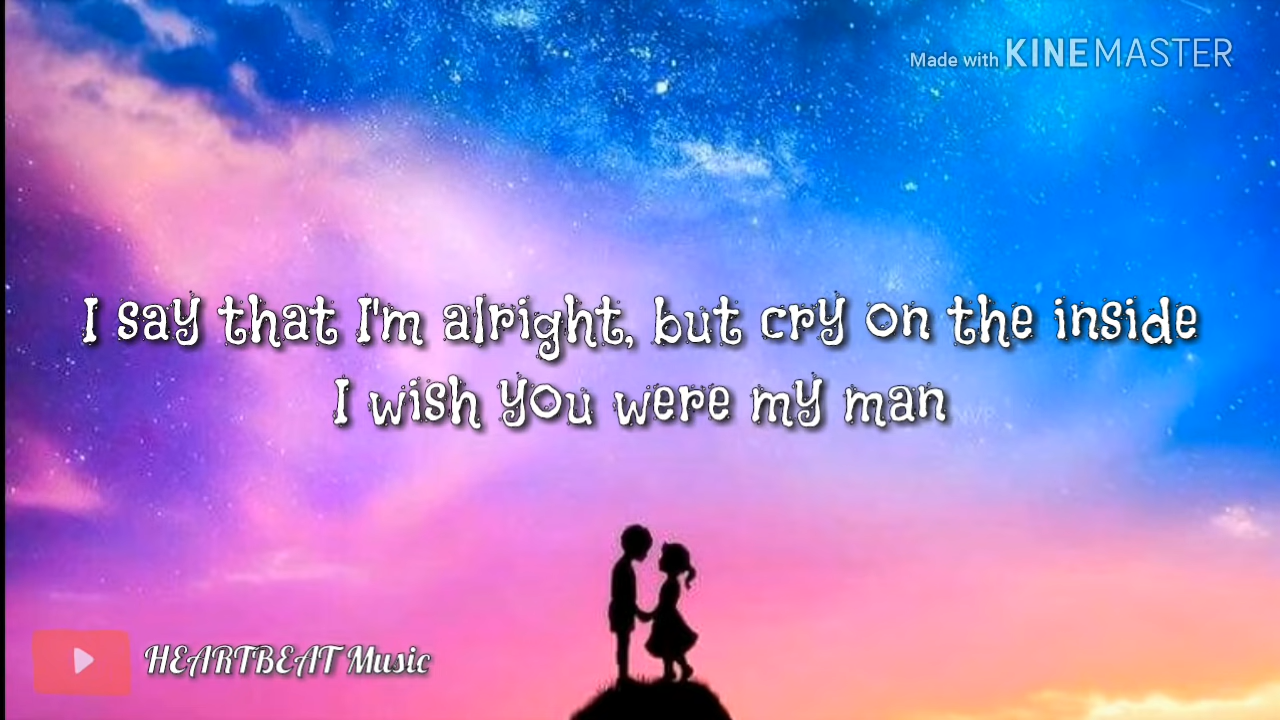 Made with KINEMASTER
I say that I'm alright, but cry on the inside
I wish you were my man
HEARTBEAT Music